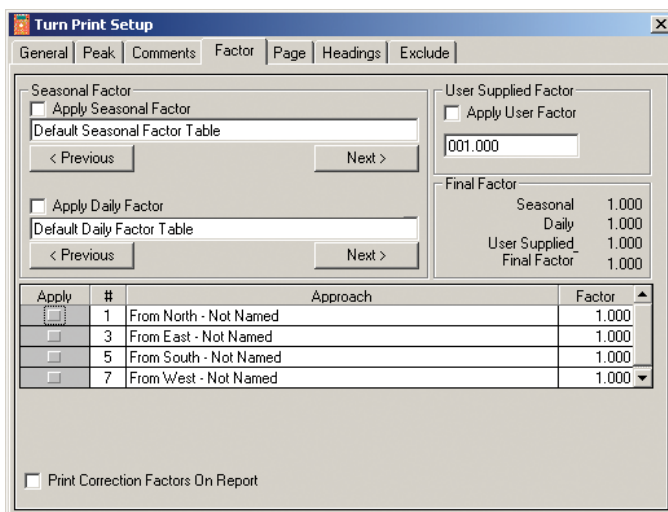 Turn Print Setup
General Peak Comments Factor Page Headings Exclude
Seasonal Factor
Apply Seasonal Factor
Default Seasonal Factor Table
< Previous Next >
Apply Daily Factor
Default Daily Factor Table
< Previous Next >
User Supplied Factor
Apply User Factor
001.000
Final Factor
Seasonal 1.000
Daily 1.000
User Supplied 1.000
Final Factor 1.000
Apply # Approach Factor
1 From North - Not Named 1.000
3 From East - Not Named 1.000
5 From South - Not Named 1.000
7 From West - Not Named 1.000
Print Correction Factors On Report